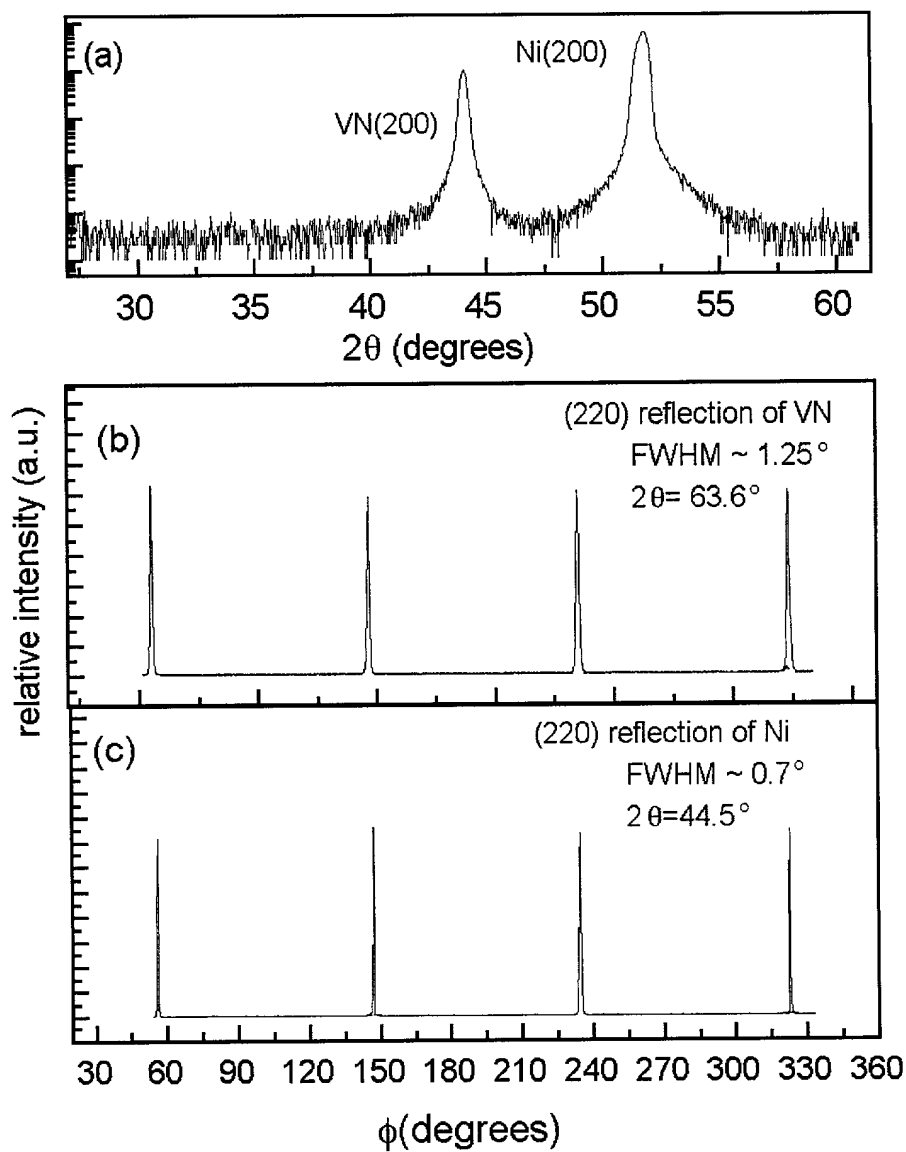 (a)
Ni(200)
VN(200)
30 35 40 45 50 55 60
2θ (degrees)
relative intensity (a.u.)
(b)
(220) reflection of VN
FWHM ~ 1.25°
2θ= 63.6°
(c)
(220) reflection of Ni
FWHM ~ 0.7°
2θ=44.5°
30 60 90 120 150 180 210 240 270 300 330 360
ϕ(degrees)